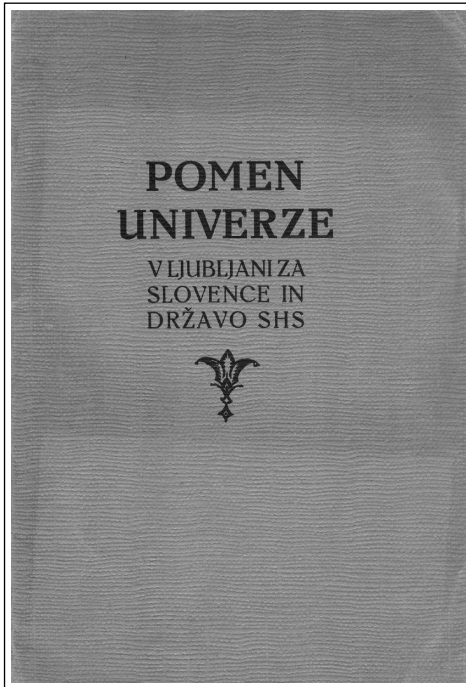 POMEN
UNIVERZE
V LJUBLJANI ZA
SLOVENCE IN
DRŽAVO SHS